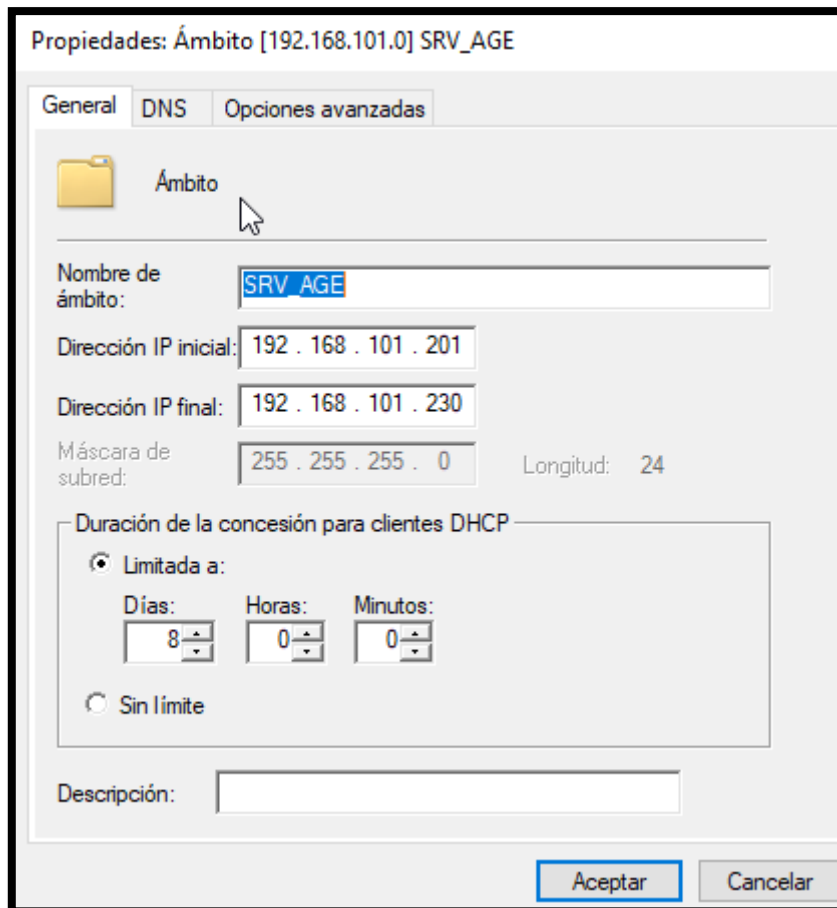 Propiedades: Ámbito [192.168.101.0] SRV_AGE
General DNS Opciones avanzadas
Ámbito
Nombre de
ámbito:
SRV_AGE
Dirección IP inicial: 192 . 168 . 101 . 201
Dirección IP final: 192 . 168 . 101 . 230
Máscara de
subred:
255 . 255 . 255 . 0 Longitud: 24
Duración de la concesión para clientes DHCP
Limitada a:
Días: Horas: Minutos:
8 0 0
Sin límite
Descripción:
Aceptar Cancelar